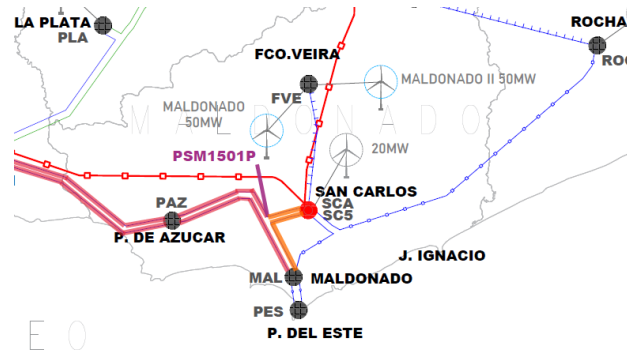 LA PLATA
PLA
ROCHA
ROC
FCO.VEIRA
FVE
MALDONADO II 50MW
MALDONADO
50MW
MALDONADO
20MW
PSM1501P
SAN CARLOS
SCA
SC5
PAZ
P. DE AZUCAR
J. IGNACIO
MAL
MALDONADO
PES
P. DEL ESTE
E O